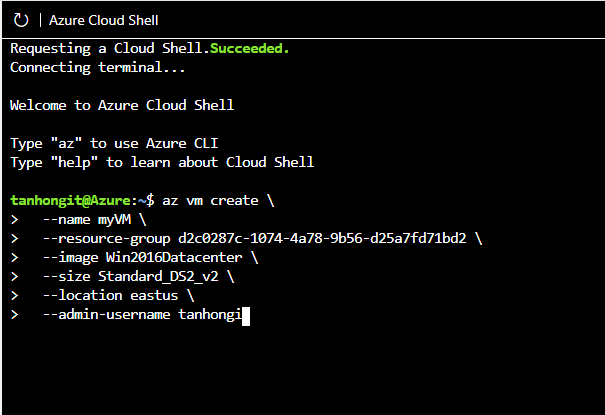 Azure Cloud Shell
Requesting a Cloud Shell.Succeeded.
Connecting terminal...
Welcome to Azure Cloud Shell
Type "az" to use Azure CLI
Type "help" to learn about Cloud Shell
tanhongit@Azure:~$ az vm create \
>   --name myVM \
>   --resource-group d2c0287c-1074-4a78-9b56-d25a7fd71bd2 \
>   --image Win2016Datacenter \
>   --size Standard_DS2_v2 \
>   --location eastus \
>   --admin-username tanhongi